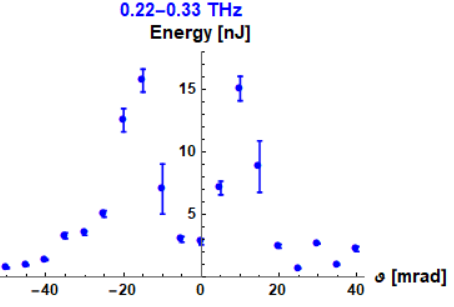 0.22–0.33 THz
Energy [nJ]
15
10
5
−40 −20 0 20 40
ϑ [mrad]